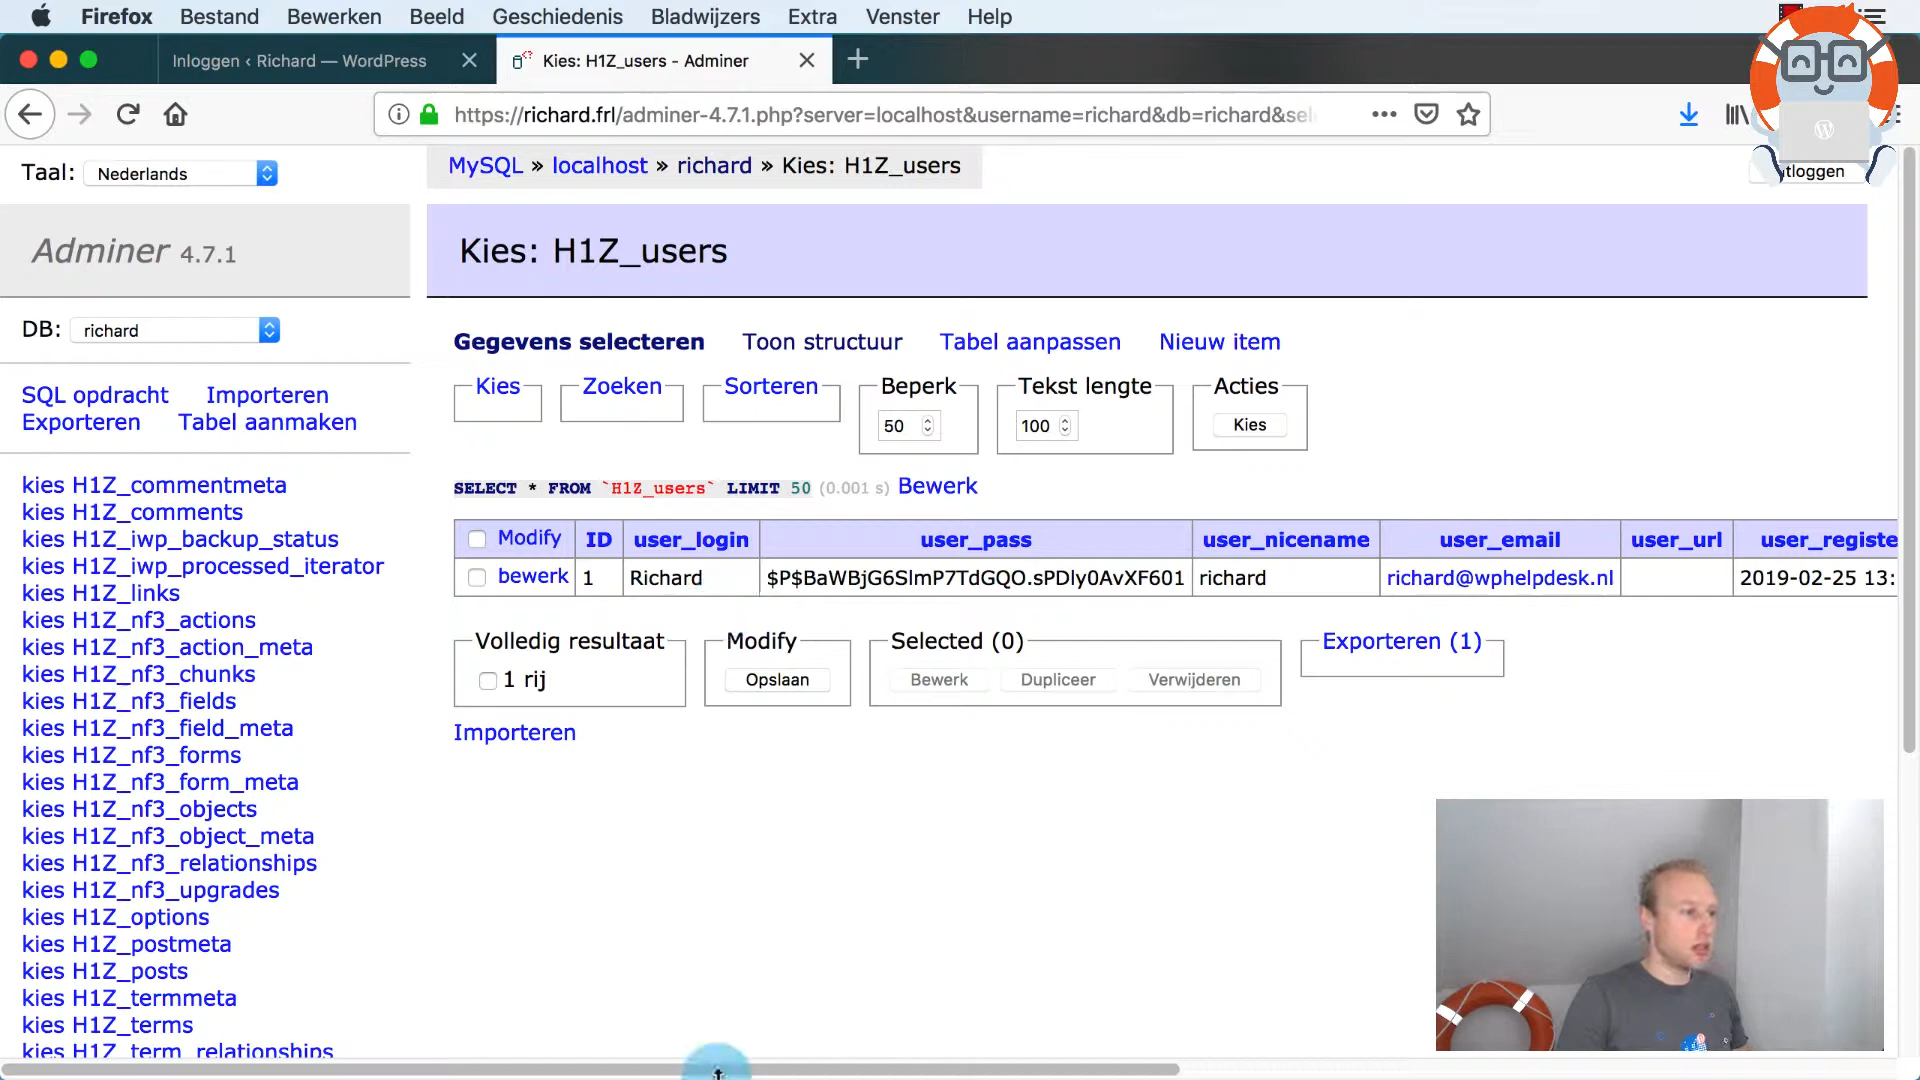 Firefox Bestand Bewerken Beeld Geschiedenis Bladwijzers Extra Venster Help
Inloggen ‹ Richard — WordPress
Kies: H1Z_users - Adminer
https://richard.frl/adminer-4.7.1.php?server=localhost&username=richard&db=richard&sel
Taal: Nederlands
MySQL » localhost » richard » Kies: H1Z_users
tloggen
Adminer 4.7.1
Kies: H1Z_users
DB: richard
Gegevens selecteren Toon structuur Tabel aanpassen Nieuw item
Kies Zoeken Sorteren Beperk Tekst lengte Acties
50 100 Kies
SQL opdracht Importeren
Exporteren Tabel aanmaken
SELECT * FROM `H1Z_users` LIMIT 50 (0.001 s) Bewerk
Modify ID user_login user_pass user_nicename user_email user_url user_registe
bewerk 1 Richard $P$BaWBjG6SlmP7TdGQO.sPDly0AvXF601 richard richard@wphelpdesk.nl 2019-02-25 13:
Volledig resultaat Modify Selected (0) Exporteren (1)
1 rij Opslaan Bewerk Dupliceer Verwijderen
Importeren
kies H1Z_commentmeta
kies H1Z_comments
kies H1Z_iwp_backup_status
kies H1Z_iwp_processed_iterator
kies H1Z_links
kies H1Z_nf3_actions
kies H1Z_nf3_action_meta
kies H1Z_nf3_chunks
kies H1Z_nf3_fields
kies H1Z_nf3_field_meta
kies H1Z_nf3_forms
kies H1Z_nf3_form_meta
kies H1Z_nf3_objects
kies H1Z_nf3_object_meta
kies H1Z_nf3_relationships
kies H1Z_nf3_upgrades
kies H1Z_options
kies H1Z_postmeta
kies H1Z_posts
kies H1Z_termmeta
kies H1Z_terms
kies H1Z_term_relationships